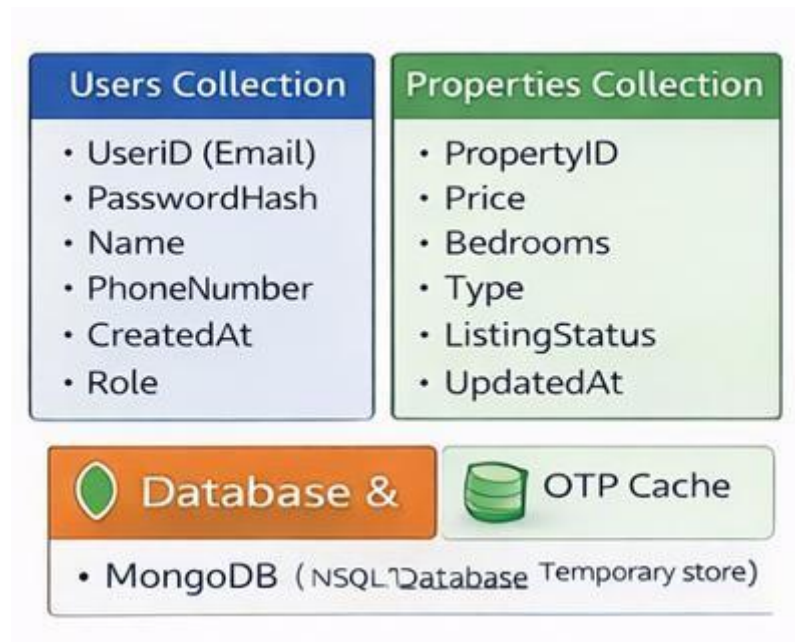 Users Collection
• UseriD (Email)
• PasswordHash
• Name
• PhoneNumber
• CreatedAt
• Role
Properties Collection
• PropertyID
• Price
• Bedrooms
• Type
• ListingStatus
• UpdatedAt
Database &
OTP Cache
• MongoDB (NSQL Database Temporary store)